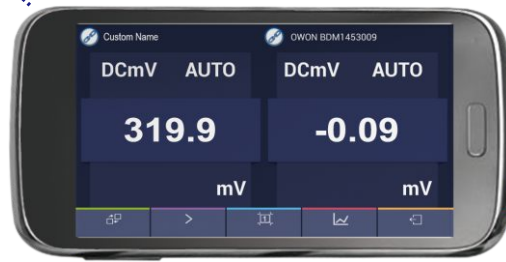 Custom Name
OWON BDM1453009
DCmV AUTO
DCmV AUTO
319.9
-0.09
mV
mV